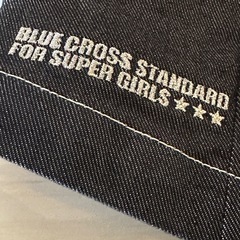 BLUE CROSS STANDARD
FOR SUPER GIRLS★★★